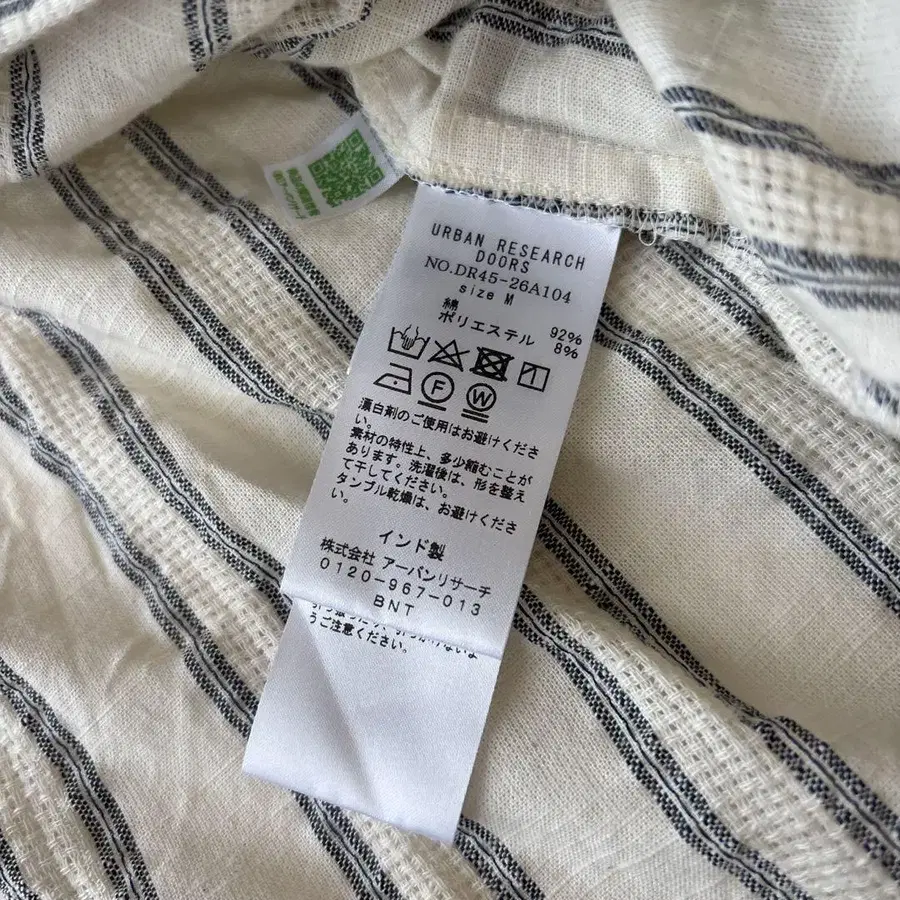 URBAN RESEARCH
DOORS
NO.DR45-26A104
size M
綿 92%
ポリエステル 8%
F W
漂白剤のご使用はお避けくださ
い。
素材の特性上、多少縮むことが
あります。洗濯後は、形を整え
て干してください。
タンブル乾燥は、お避けくださ
い。
インド製
株式会社 アーバンリサーチ
0120-967-013
BNT
うご注意ください。